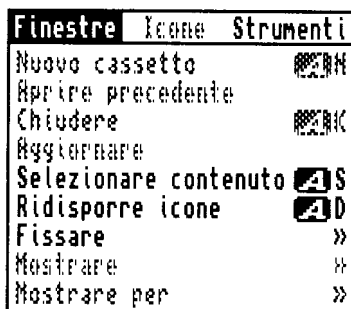 Finestre Icone Strumenti
Nuovo cassetto N
Aprire precedente
Chiudere K
Aggiornare
Selezionare contenuto A S
Ridisporre icone A D
Fissare »
Mostrare »
Mostrare per »